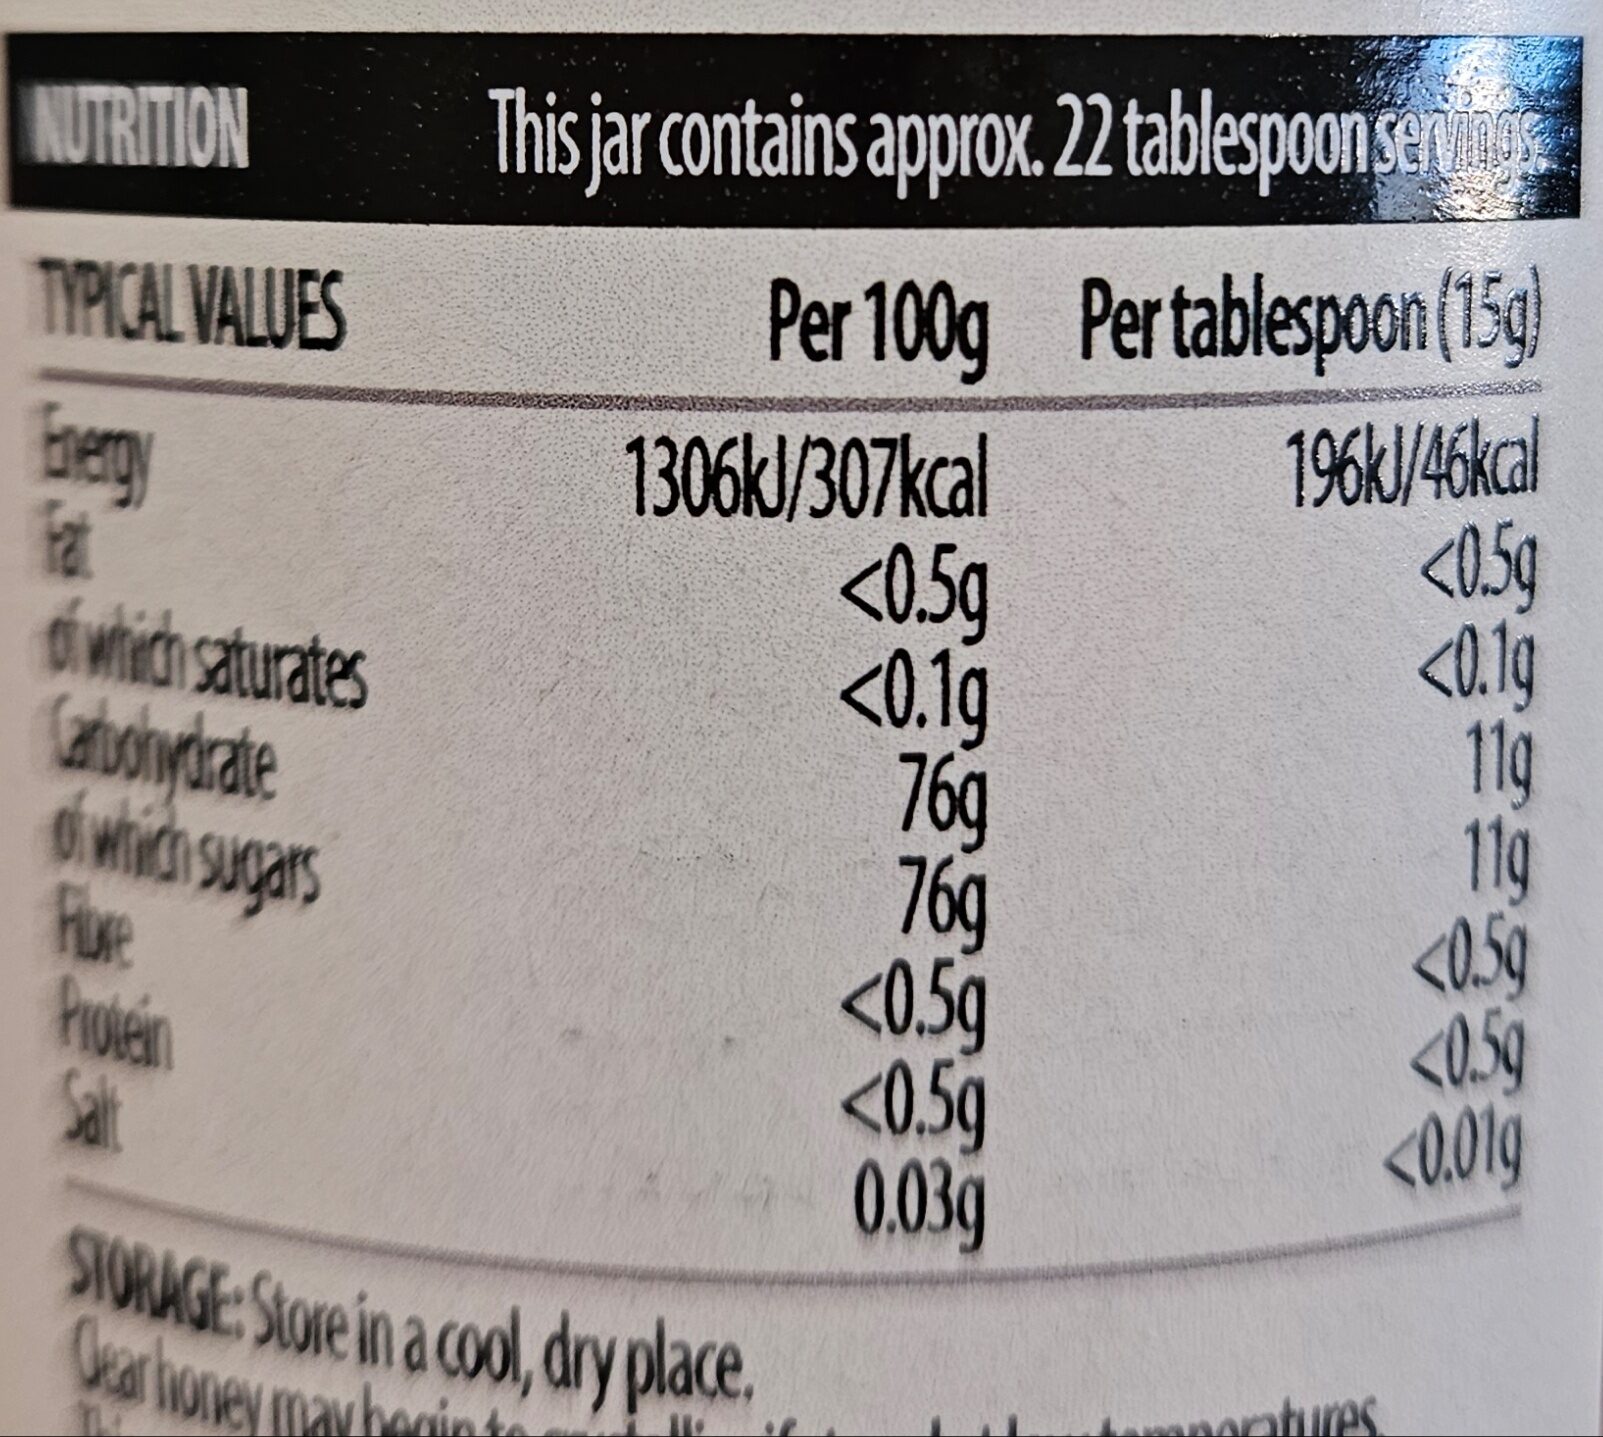 NUTRITION This jar contains approx. 22 tablespoon servings
TYPICAL VALUES Per 100g Per tablespoon (15g)
Energy 1306kJ/307kcal 196kJ/46kcal
Fat <0.5g <0.5g
of which saturates <0.1g <0.1g
Carbohydrate 76g 11g
of which sugars 76g 11g
Fibre <0.5g <0.5g
Protein <0.5g <0.5g
Salt 0.03g <0.01g
STORAGE: Store in a cool, dry place.
Clear honey may begin to temperatures.